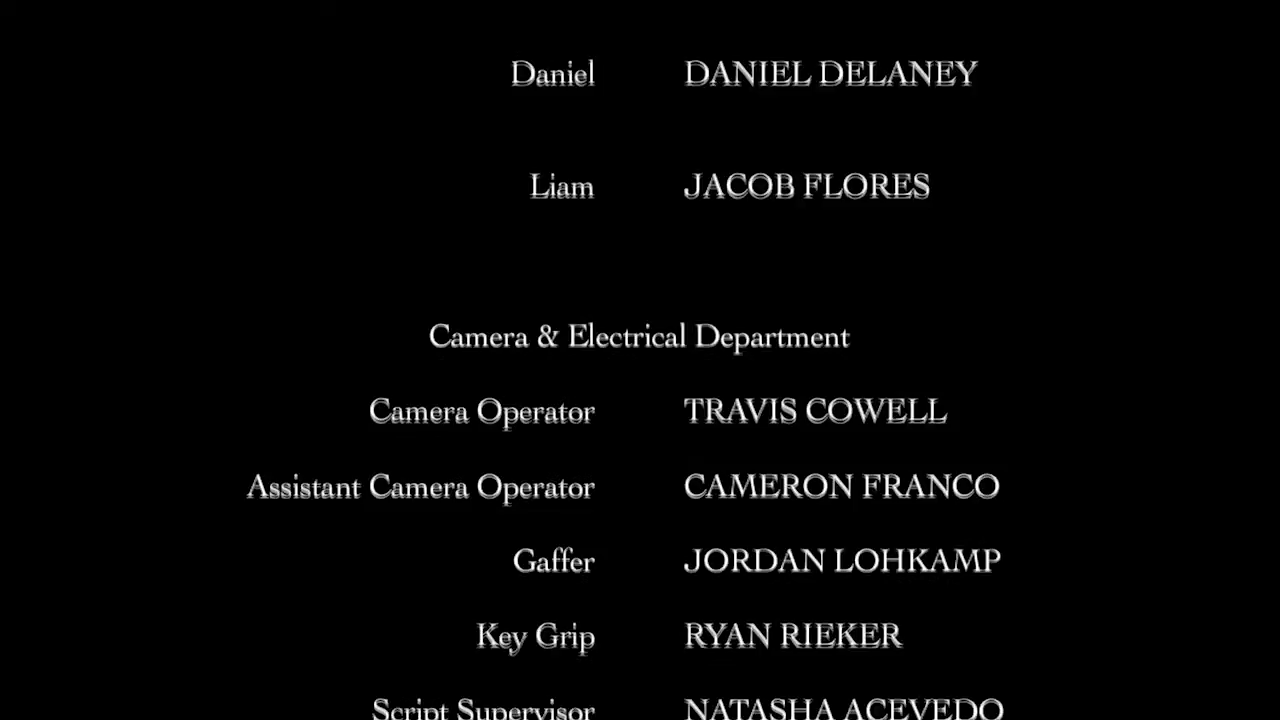 Daniel DANIEL DELANEY
Liam JACOB FLORES
Camera & Electrical Department
Camera Operator TRAVIS COWELL
Assistant Camera Operator CAMERON FRANCO
Gaffer JORDAN LOHKAMP
Key Grip RYAN RIEKER
Script Supervisor NATASHA ACEVEDO